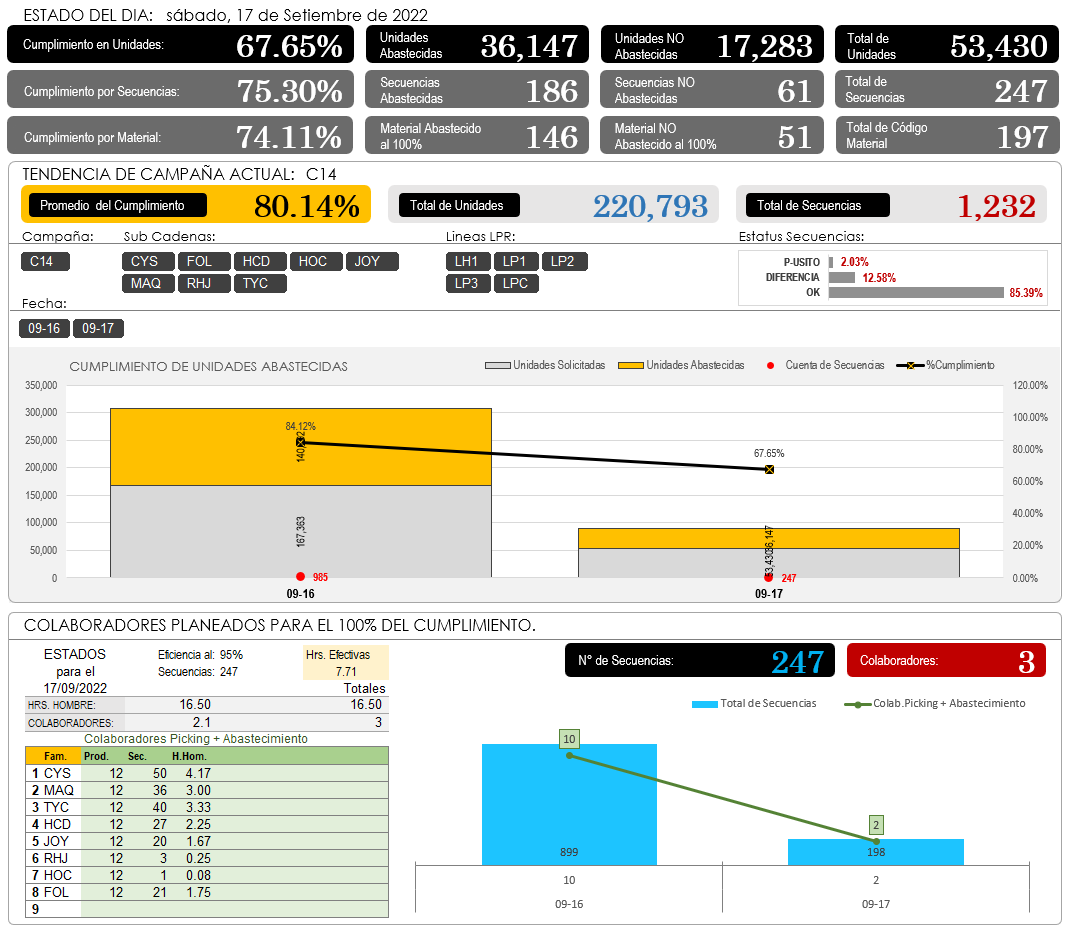 ESTADO DEL DIA: sábado, 17 de Setiembre de 2022
Cumplimiento en Unidades: 67.65%
Unidades Abastecidas 36,147
Unidades NO Abastecidas 17,283
Total de Unidades 53,430
Cumplimiento por Secuencias: 75.30%
Secuencias Abastecidas 186
Secuencias NO Abastecidas 61
Total de Secuencias 247
Cumplimiento por Material: 74.11%
Material Abastecido al 100% 146
Material NO Abastecido al 100% 51
Total de Código Material 197
TENDENCIA DE CAMPAÑA ACTUAL: C14
Promedio del Cumplimiento 80.14%
Total de Unidades 220,793
Total de Secuencias 1,232
Campaña:
C14
Sub Cadenas:
CYS FOL HCD HOC JOY
MAQ RHJ TYC
Lineas LPR:
LH1 LP1 LP2
LP3 LPC
Estatus Secuencias:
P-USITO 2.03%
DIFERENCIA 12.58%
OK 85.39%
Fecha:
09-16 09-17
CUMPLIMIENTO DE UNIDADES ABASTECIDAS
Unidades Solicitadas Unidades Abastecidas Cuenta de Secuencias %Cumplimiento
350,000
300,000
250,000
200,000
150,000
100,000
50,000
0
120.00%
100.00%
80.00%
60.00%
40.00%
20.00%
0.00%
84.12%
167,363
985
67.65%
36,147
53,430
247
09-16 09-17
COLABORADORES PLANEADOS PARA EL 100% DEL CUMPLIMIENTO.
ESTADOS
para el
17/09/2022
Eficiencia al: 95%
Secuencias: 247
Hrs. Efectivas
7.71
Totales
HRS. HOMBRE: 16.50 16.50
COLABORADORES: 2.1 3
Colaboradores Picking + Abastecimiento
Fam. Prod. Sec. H.Hom.
1 CYS 12 50 4.17
2 MAQ 12 36 3.00
3 TYC 12 40 3.33
4 HCD 12 27 2.25
5 JOY 12 20 1.67
6 RHJ 12 3 0.25
7 HOC 12 1 0.08
8 FOL 12 21 1.75
9
N° de Secuencias: 247
Colaboradores: 3
Total de Secuencias Colab.Picking + Abastecimiento
10
2
899 198
10 2
09-16 09-17